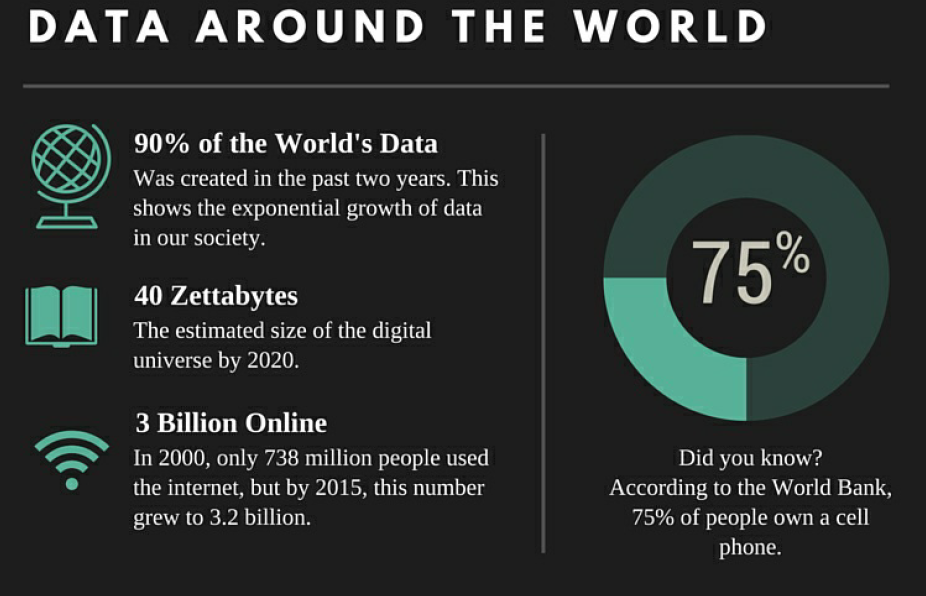 DATA AROUND THE WORLD
90% of the World's Data
Was created in the past two years. This
shows the exponential growth of data
in our society.
40 Zettabytes
The estimated size of the digital
universe by 2020.
3 Billion Online
In 2000, only 738 million people used
the internet, but by 2015, this number
grew to 3.2 billion.
75%
Did you know?
According to the World Bank,
75% of people own a cell
phone.